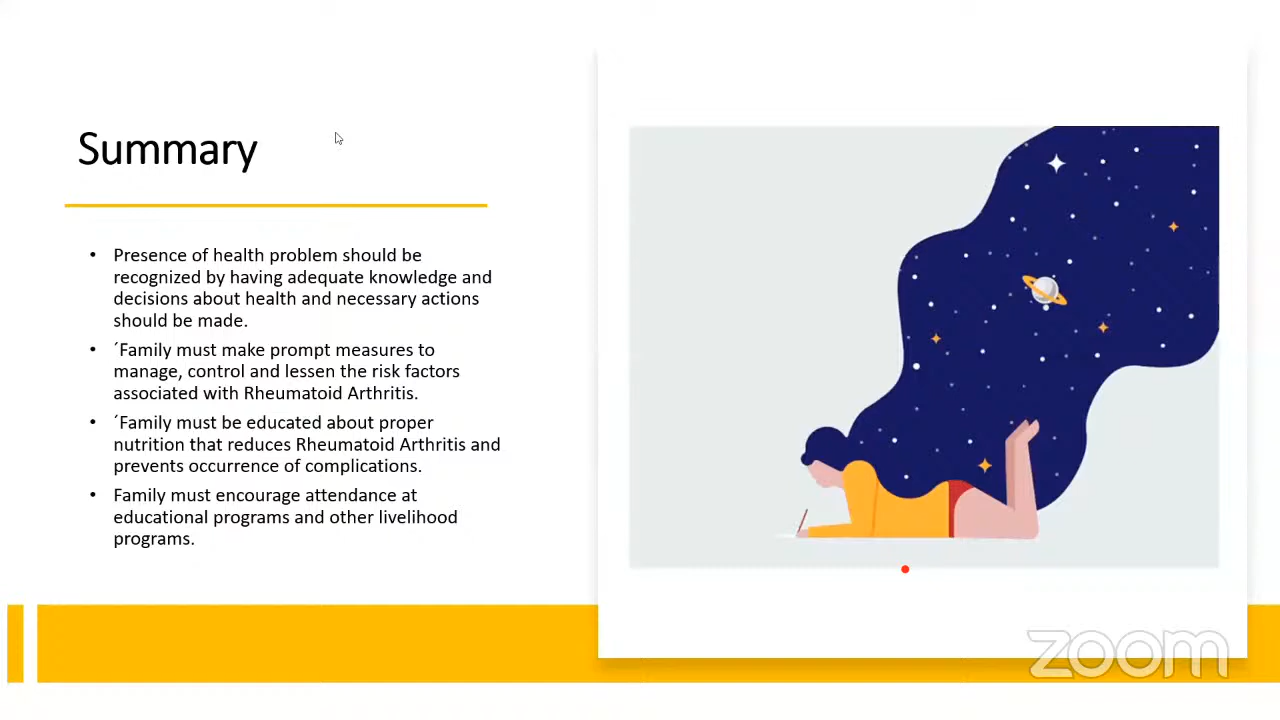 Summary
• Presence of health problem should be
recognized by having adequate knowledge and
decisions about health and necessary actions
should be made.
• ´Family must make prompt measures to
manage, control and lessen the risk factors
associated with Rheumatoid Arthritis.
• ´Family must be educated about proper
nutrition that reduces Rheumatoid Arthritis and
prevents occurrence of complications.
• Family must encourage attendance at
educational programs and other livelihood
programs.
zoom